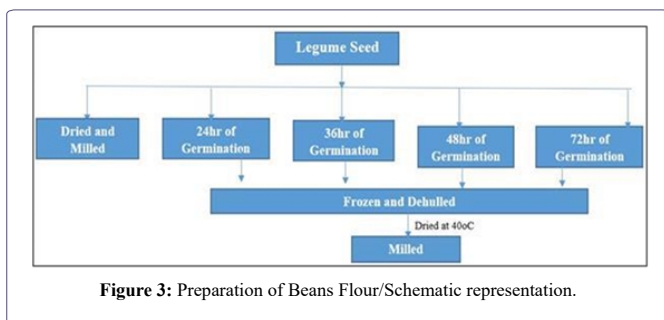 Legume Seed
Dried and
Milled
24hr of
Germination
36hr of
Germination
48hr of
Germination
72hr of
Germination
Frozen and Dehulled
Dried at 40oC
Milled
Figure 3: Preparation of Beans Flour/Schematic representation.